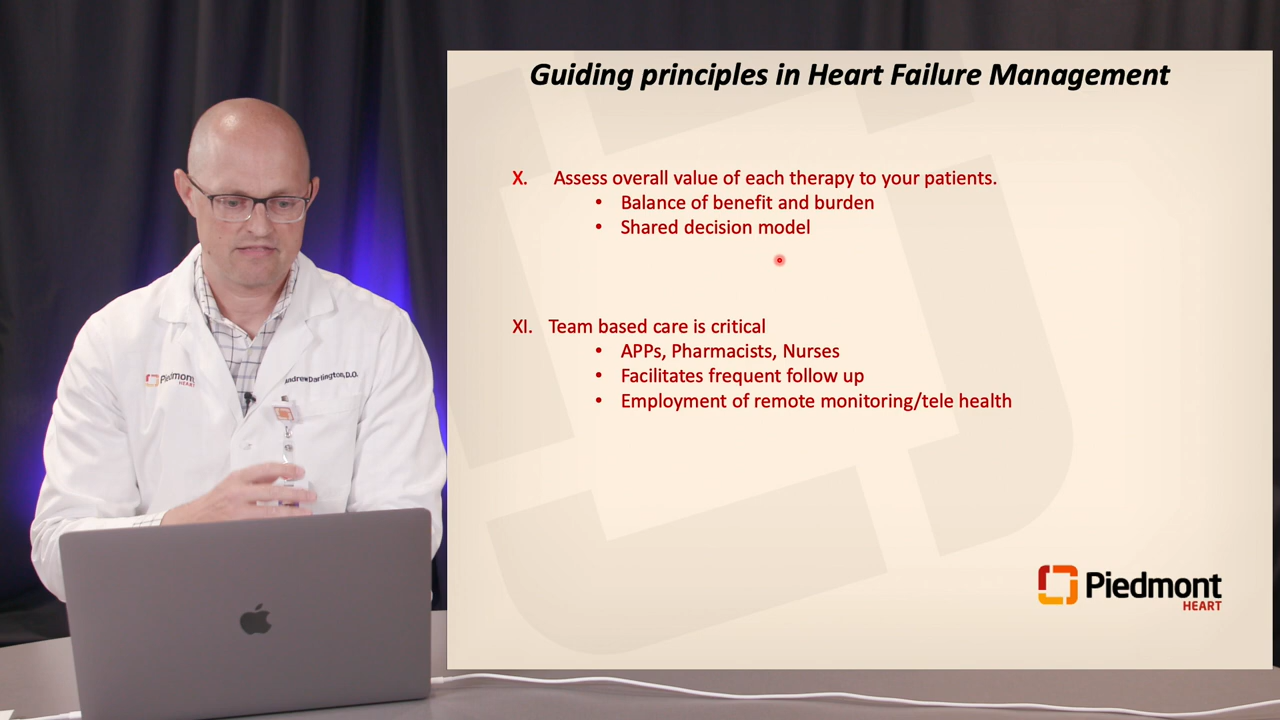 Guiding principles in Heart Failure Management
X. Assess overall value of each therapy to your patients.
• Balance of benefit and burden
• Shared decision model
XI. Team based care is critical
• APPs, Pharmacists, Nurses
• Facilitates frequent follow up
• Employment of remote monitoring/tele health
Piedmont
HEART
Piedmont
HEART
Andrew Darlington, D.O.